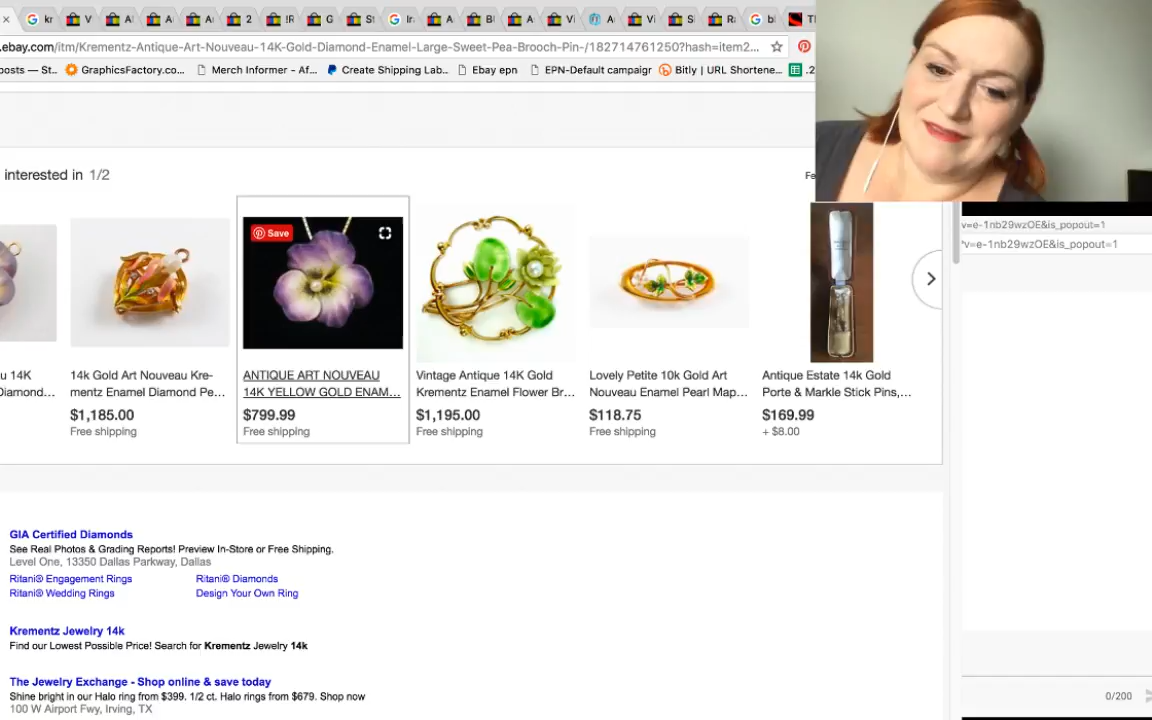 kr
V
2
!R
G
St
Ira
Vi
Vi
Si
Ra
bl
.ebay.com/itm/Krementz-Antique-Art-Nouveau-14K-Gold-Diamond-Enamel-Large-Sweet-Pea-Brooch-Pin-/182714761250?hash=item2...
posts — St...
GraphicsFactory.co...
Merch Informer - Af...
Create Shipping Lab...
Ebay epn
EPN-Default campaigr
Bitly | URL Shortene...
interested in 1/2
v=e-1nb29wzOE&is_popout=1
v=e-1nb29wzOE&is_popout=1
Save
u 14K
Diamond...
14k Gold Art Nouveau Kre-
mentz Enamel Diamond Pe...
$1,185.00
Free shipping
ANTIQUE ART NOUVEAU
14K YELLOW GOLD ENAM...
$799.99
Free shipping
Vintage Antique 14K Gold
Krementz Enamel Flower Br...
$1,195.00
Free shipping
Lovely Petite 10k Gold Art
Nouveau Enamel Pearl Map...
$118.75
Free shipping
Antique Estate 14k Gold
Porte & Markle Stick Pins,...
$169.99
+ $8.00
GIA Certified Diamonds
See Real Photos & Grading Reports! Preview In-Store or Free Shipping.
Level One, 13350 Dallas Parkway, Dallas
Ritani® Engagement Rings
Ritani® Diamonds
Ritani® Wedding Rings
Design Your Own Ring
Krementz Jewelry 14k
Find our Lowest Possible Price! Search for Krementz Jewelry 14k
The Jewelry Exchange - Shop online & save today
Shine bright in our Halo ring from $399. 1/2 ct. Halo rings from $679. Shop now
100 W Airport Fwy, Irving, TX
0/200